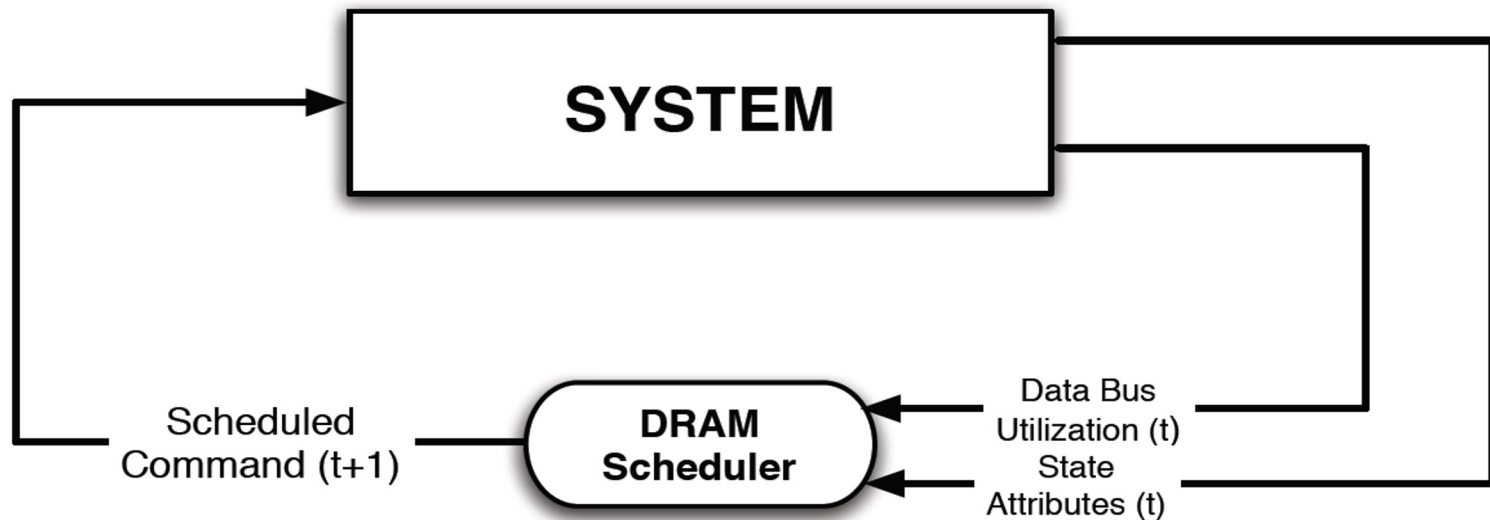 SYSTEM
Scheduled
Command (t+1)
DRAM
Scheduler
Data Bus
Utilization (t)
State
Attributes (t)